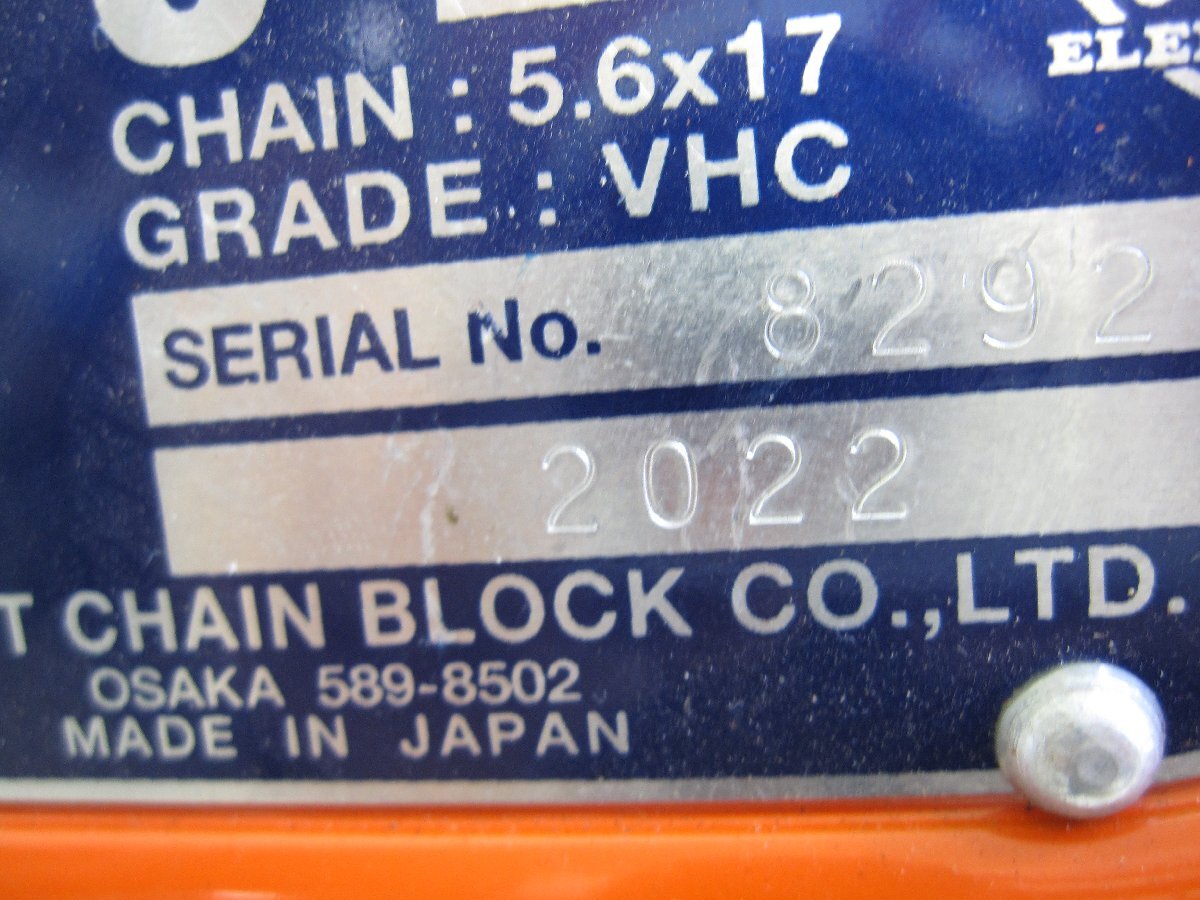 ELE
CHAIN : 5.6x17
GRADE : VHC
SERIAL No. 8292
2022
T CHAIN BLOCK CO.,LTD.
OSAKA 589-8502
MADE IN JAPAN